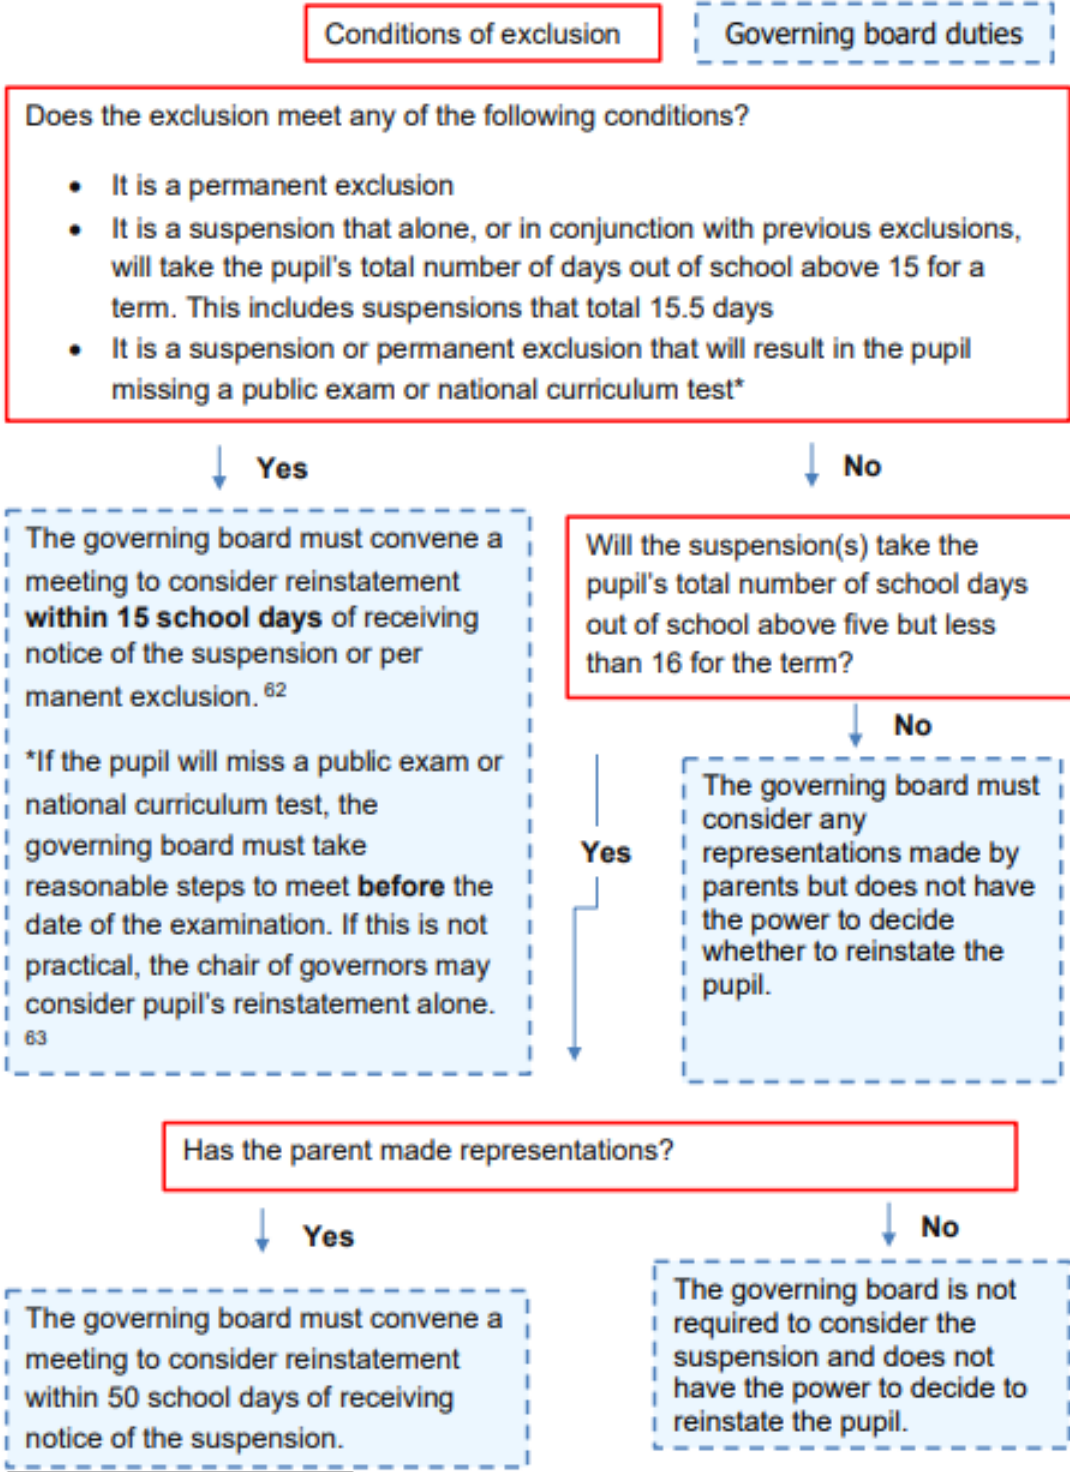 Conditions of exclusion
Governing board duties
Does the exclusion meet any of the following conditions?
• It is a permanent exclusion
• It is a suspension that alone, or in conjunction with previous exclusions,
will take the pupil's total number of days out of school above 15 for a
term. This includes suspensions that total 15.5 days
• It is a suspension or permanent exclusion that will result in the pupil
missing a public exam or national curriculum test*
Yes
No
The governing board must convene a
meeting to consider reinstatement
within 15 school days of receiving
notice of the suspension or per
manent exclusion. 62
*If the pupil will miss a public exam or
national curriculum test, the
governing board must take
reasonable steps to meet before the
date of the examination. If this is not
practical, the chair of governors may
consider pupil's reinstatement alone.
63
Will the suspension(s) take the
pupil's total number of school days
out of school above five but less
than 16 for the term?
No
Yes
The governing board must
consider any
representations made by
parents but does not have
the power to decide
whether to reinstate the
pupil.
Has the parent made representations?
Yes
No
The governing board must convene a
meeting to consider reinstatement
within 50 school days of receiving
notice of the suspension.
The governing board is not
required to consider the
suspension and does not
have the power to decide to
reinstate the pupil.